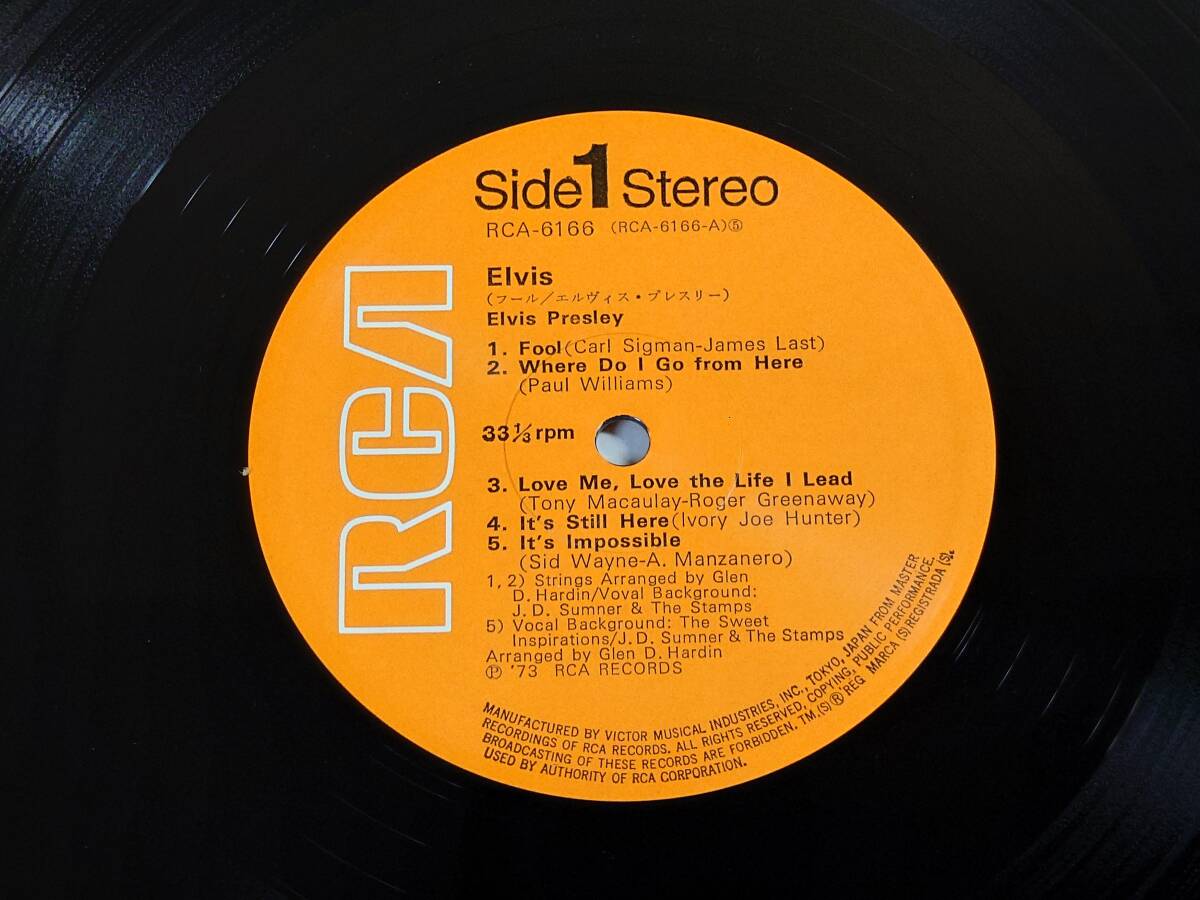 Side 1 Stereo
RCA-6166 (RCA-6166-A)⑤
Elvis
(フール/エルヴィス・プレスリー)
Elvis Presley
1. Fool (Carl Sigman-James Last)
2. Where Do I Go from Here
(Paul Williams)
33 1/3 rpm
3. Love Me, Love the Life I Lead
(Tony Macaulay-Roger Greenaway)
4. It's Still Here (Ivory Joe Hunter)
5. It's Impossible
(Sid Wayne-A. Manzanero)
1, 2) Strings Arranged by Glen
D. Hardin/Voval Background:
J. D. Sumner & The Stamps
5) Vocal Background: The Sweet
Inspirations/J. D. Sumner & The Stamps
Arranged by Glen D. Hardin
Ⓟ '73 RCA RECORDS
RCA
MANUFACTURED BY VICTOR MUSICAL INDUSTRIES, INC., TOKYO, JAPAN FROM MASTER
RECORDINGS OF RCA RECORDS. ALL RIGHTS RESERVED, COPYING, PUBLIC PERFORMANCE,
BROADCASTING OF THESE RECORDS ARE FORBIDDEN. TM,(S) ® REG MARCA (S) REGISTRADA (S).
USED BY AUTHORITY OF RCA CORPORATION.